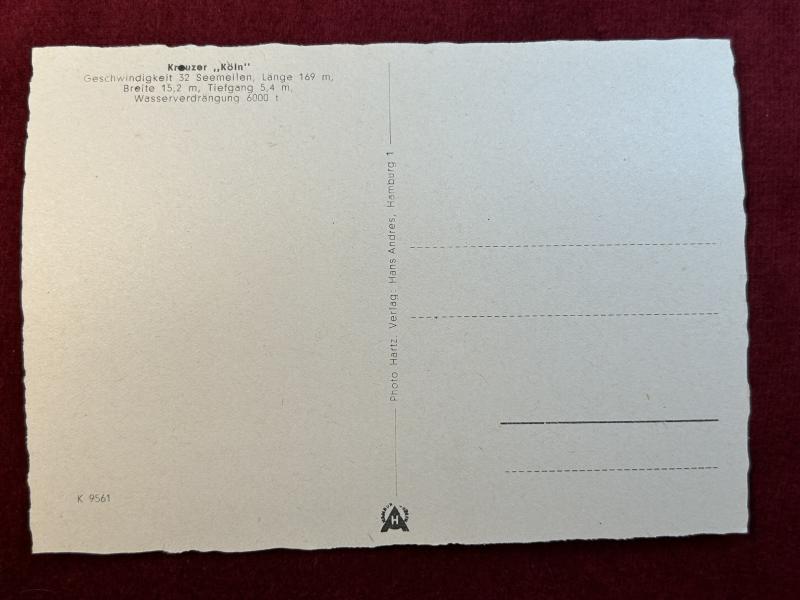 Kreuzer „Köln"
Geschwindigkeit 32 Seemeilen, Länge 169 m,
Breite 15,2 m, Tiefgang 5,4 m,
Wasserverdrängung 6000 t
Photo Hartz. Verlag: Hans Andres, Hamburg 1
K 9561
H